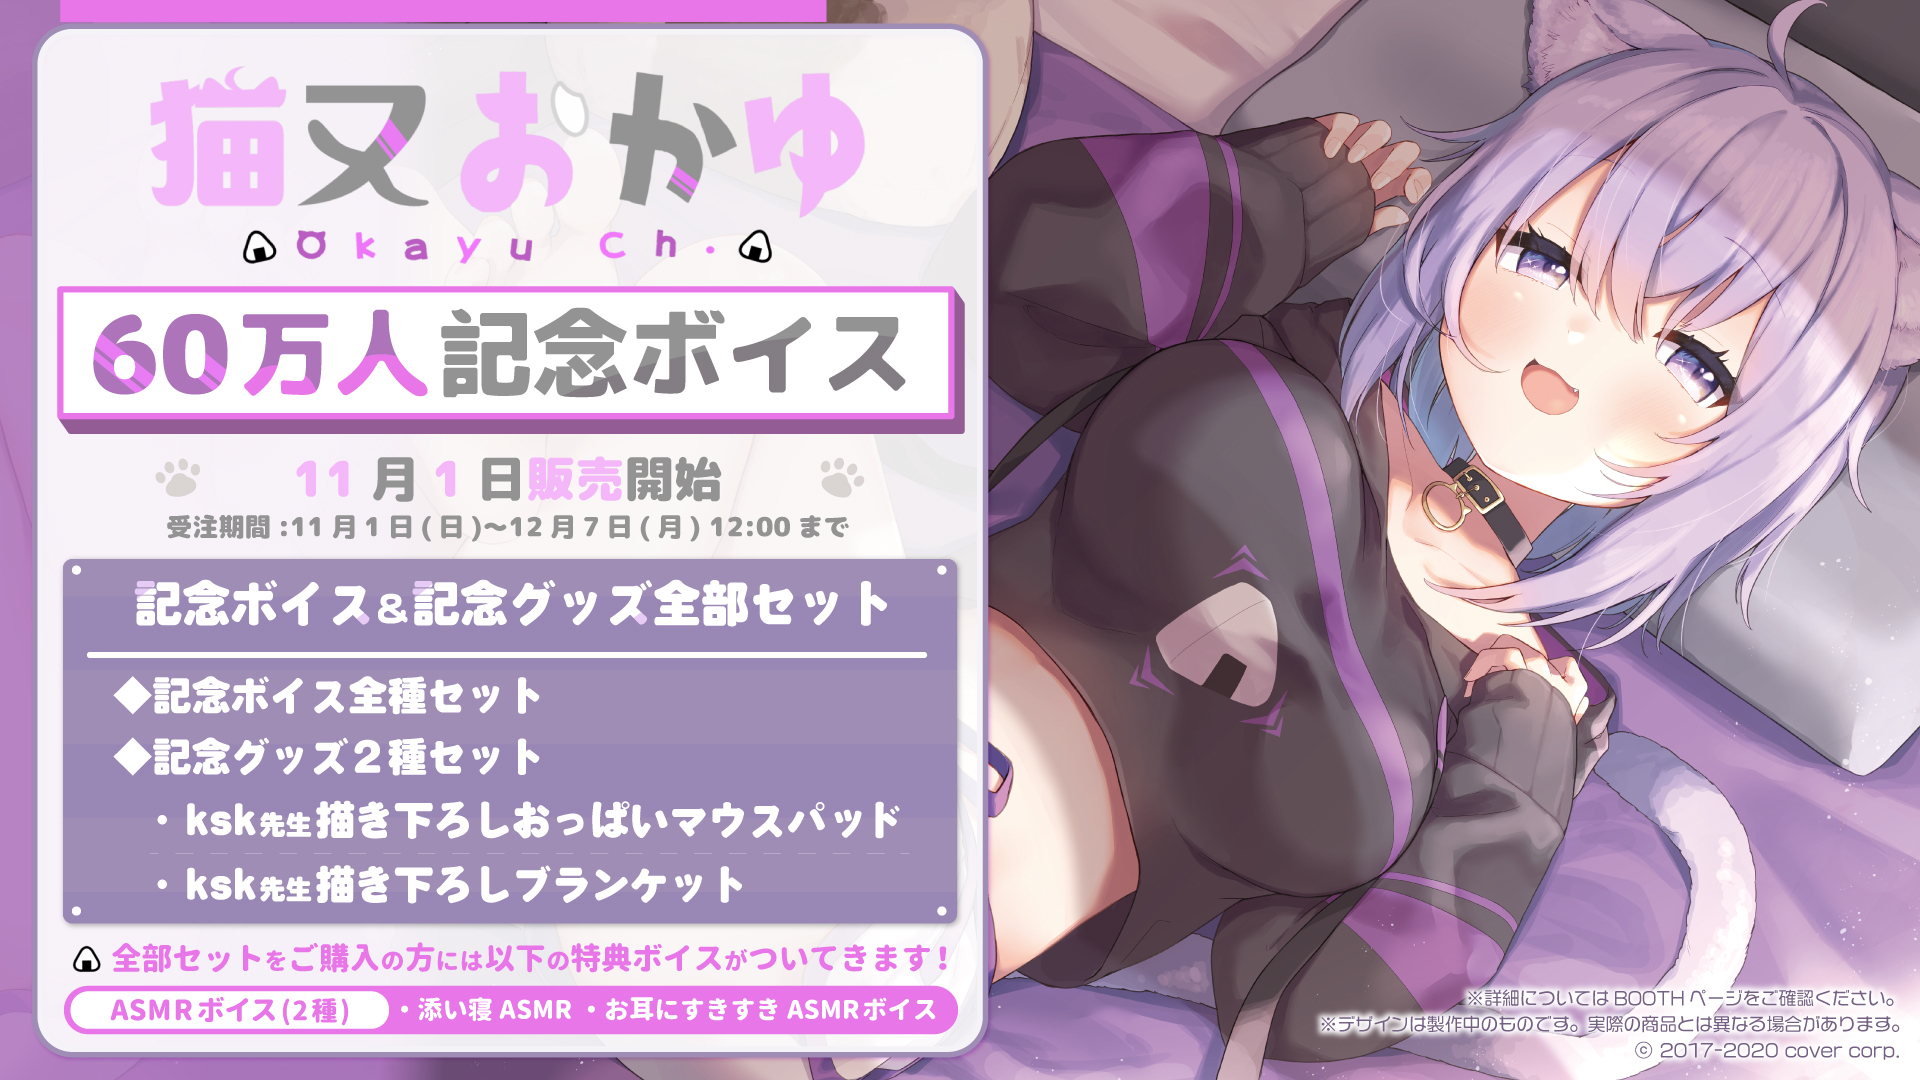 猫又おかゆ
Okayu Ch.
60万人記念ボイス
11月1日販売開始
受注期間:11月1日(日)～12月7日(月)12:00まで
記念ボイス&記念グッズ全部セット
◆記念ボイス全種セット
◆記念グッズ2種セット
・ksk先生描き下ろしおっぱいマウスパッド
・ksk先生描き下ろしブランケット
全部セットをご購入の方には以下の特典ボイスがついてきます!
ASMRボイス(2種)・添い寝ASMR・お耳にすきすきASMRボイス
※詳細についてはBOOTHページをご確認ください。
※デザインは製作中のものです。実際の商品とは異なる場合があります。
© 2017-2020 cover corp.